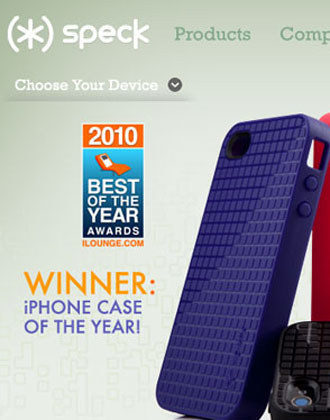 (*) speck
Products
Comp
Choose Your Device
2010
BEST
OF THE
YEAR
AWARDS
ILOUNGE.COM
WINNER:
iPHONE CASE
OF THE YEAR!